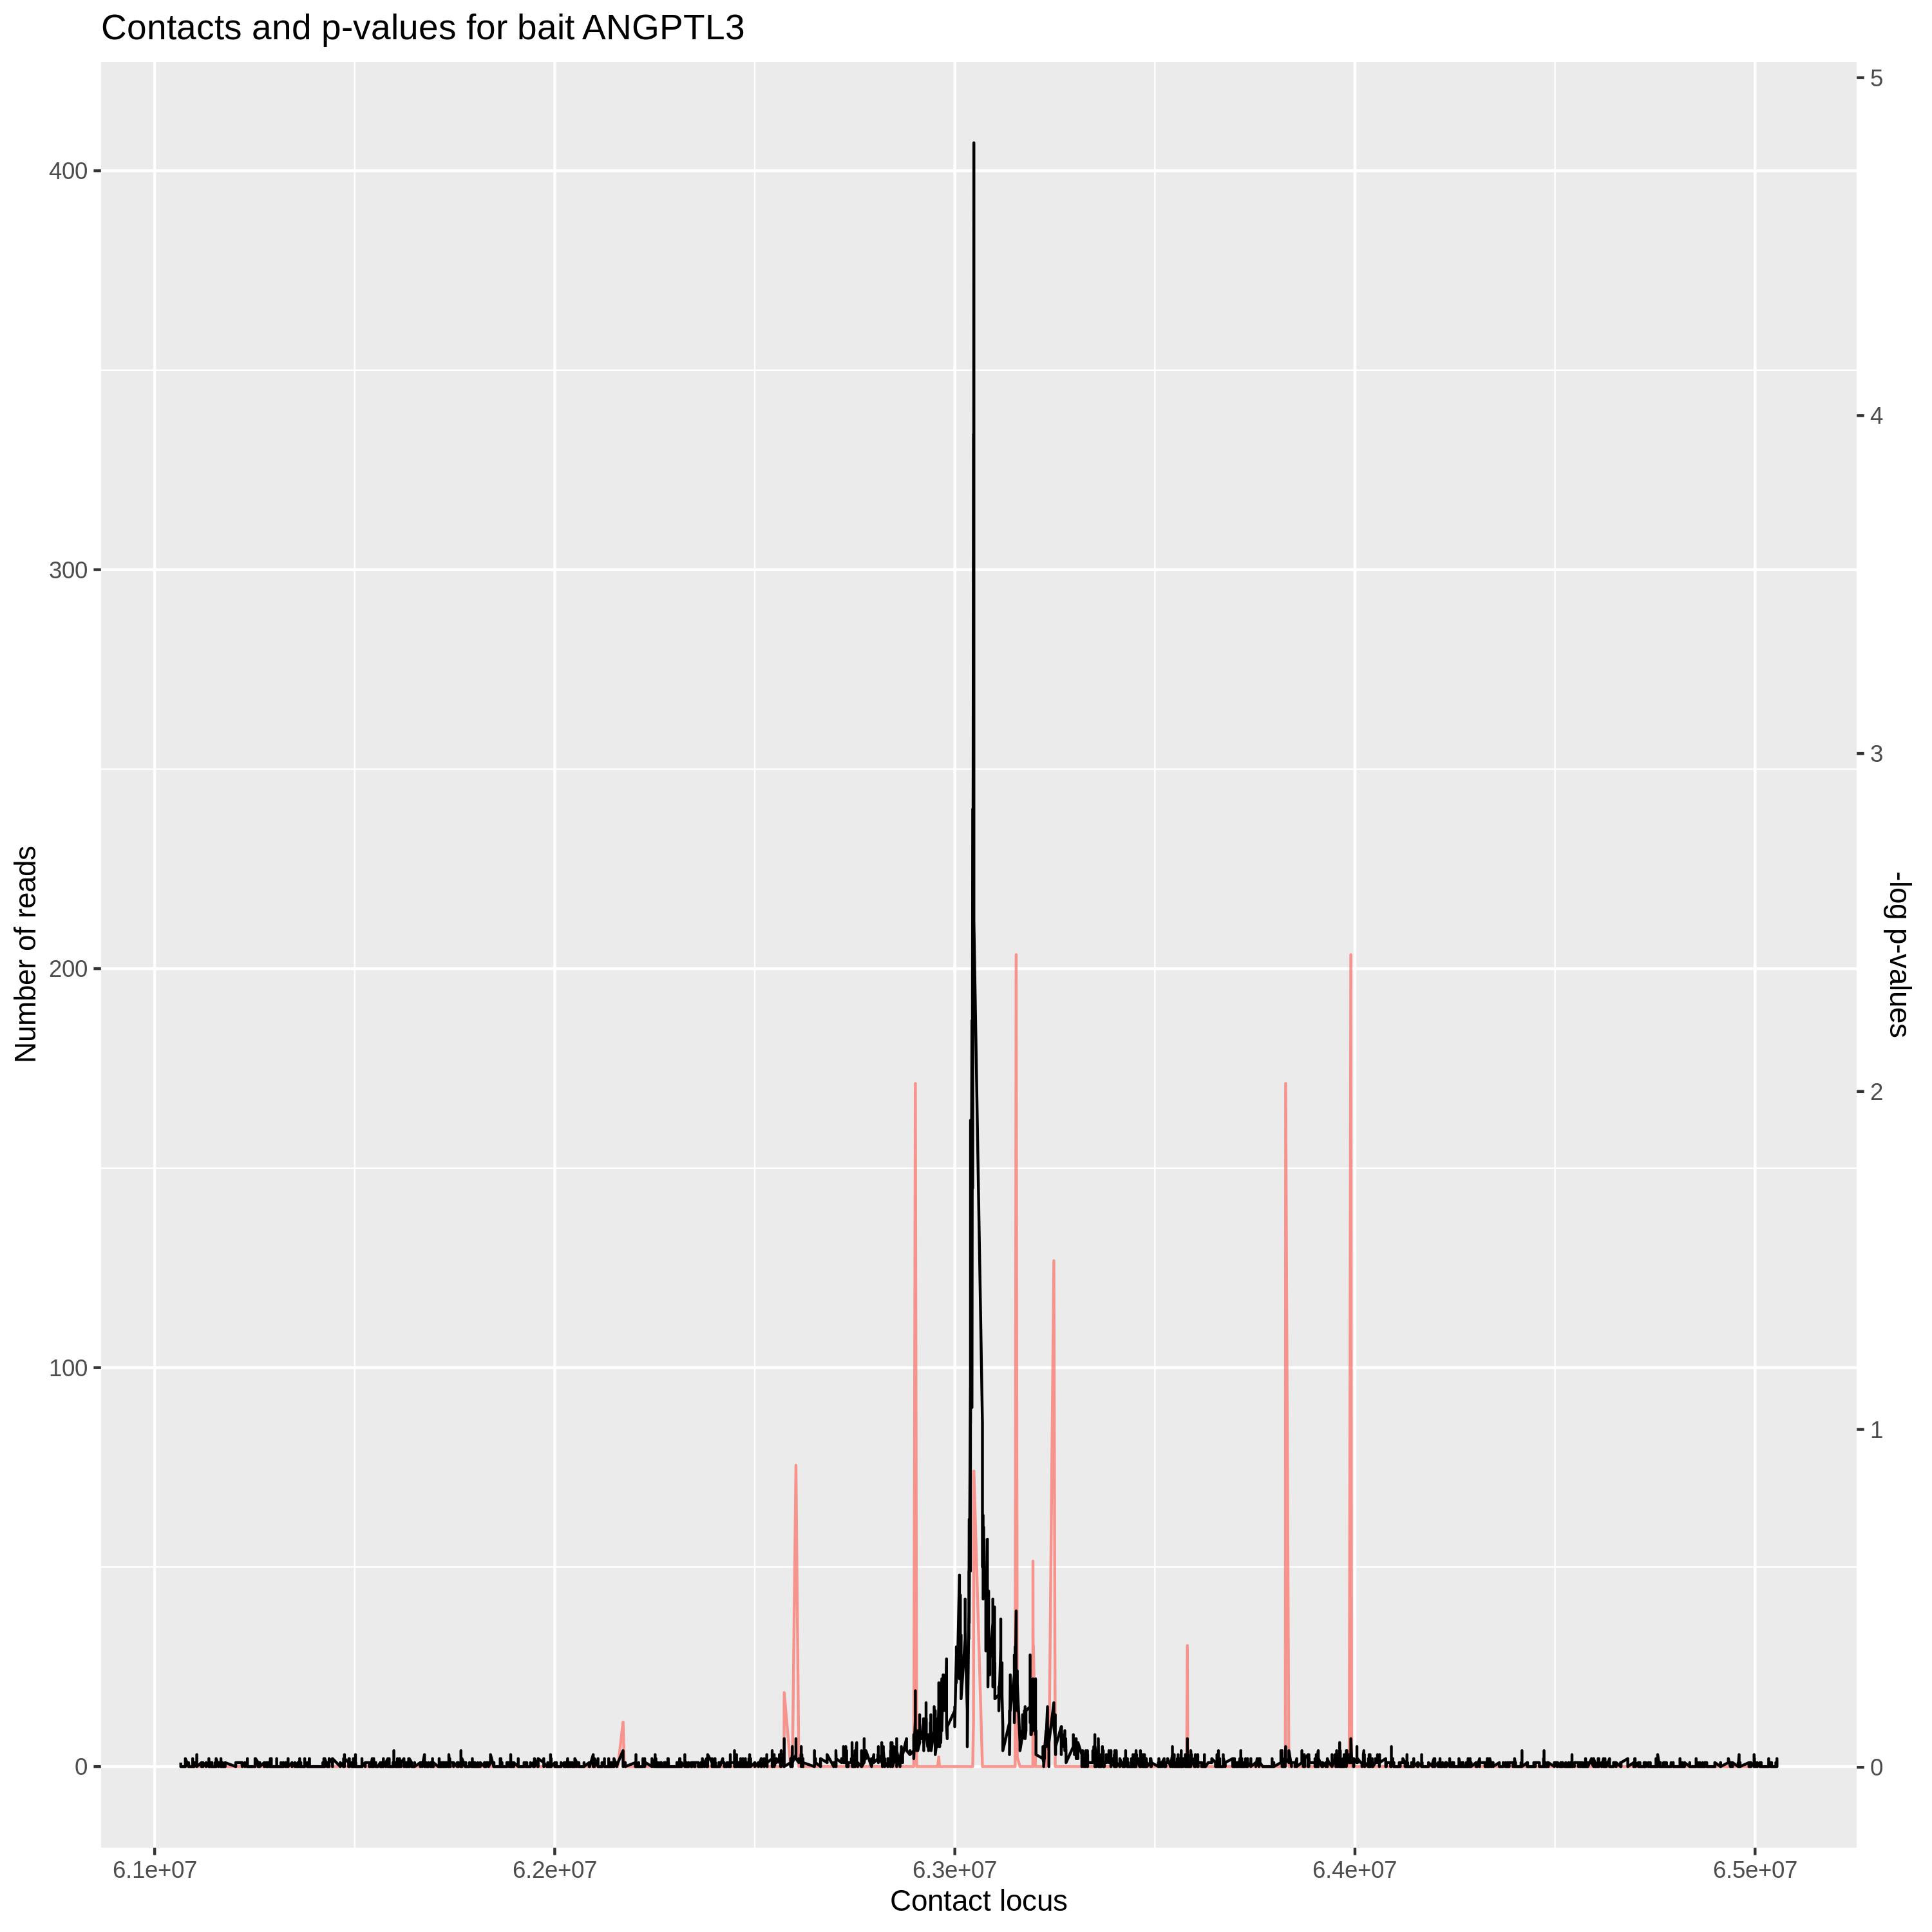 Contacts and p-values for bait ANGPTL3
5
400
4
300
3
Number of reads
-log p-values
200
2
100
1
0
0
6.1e+07
6.2e+07
6.3e+07
6.4e+07
6.5e+07
Contact locus